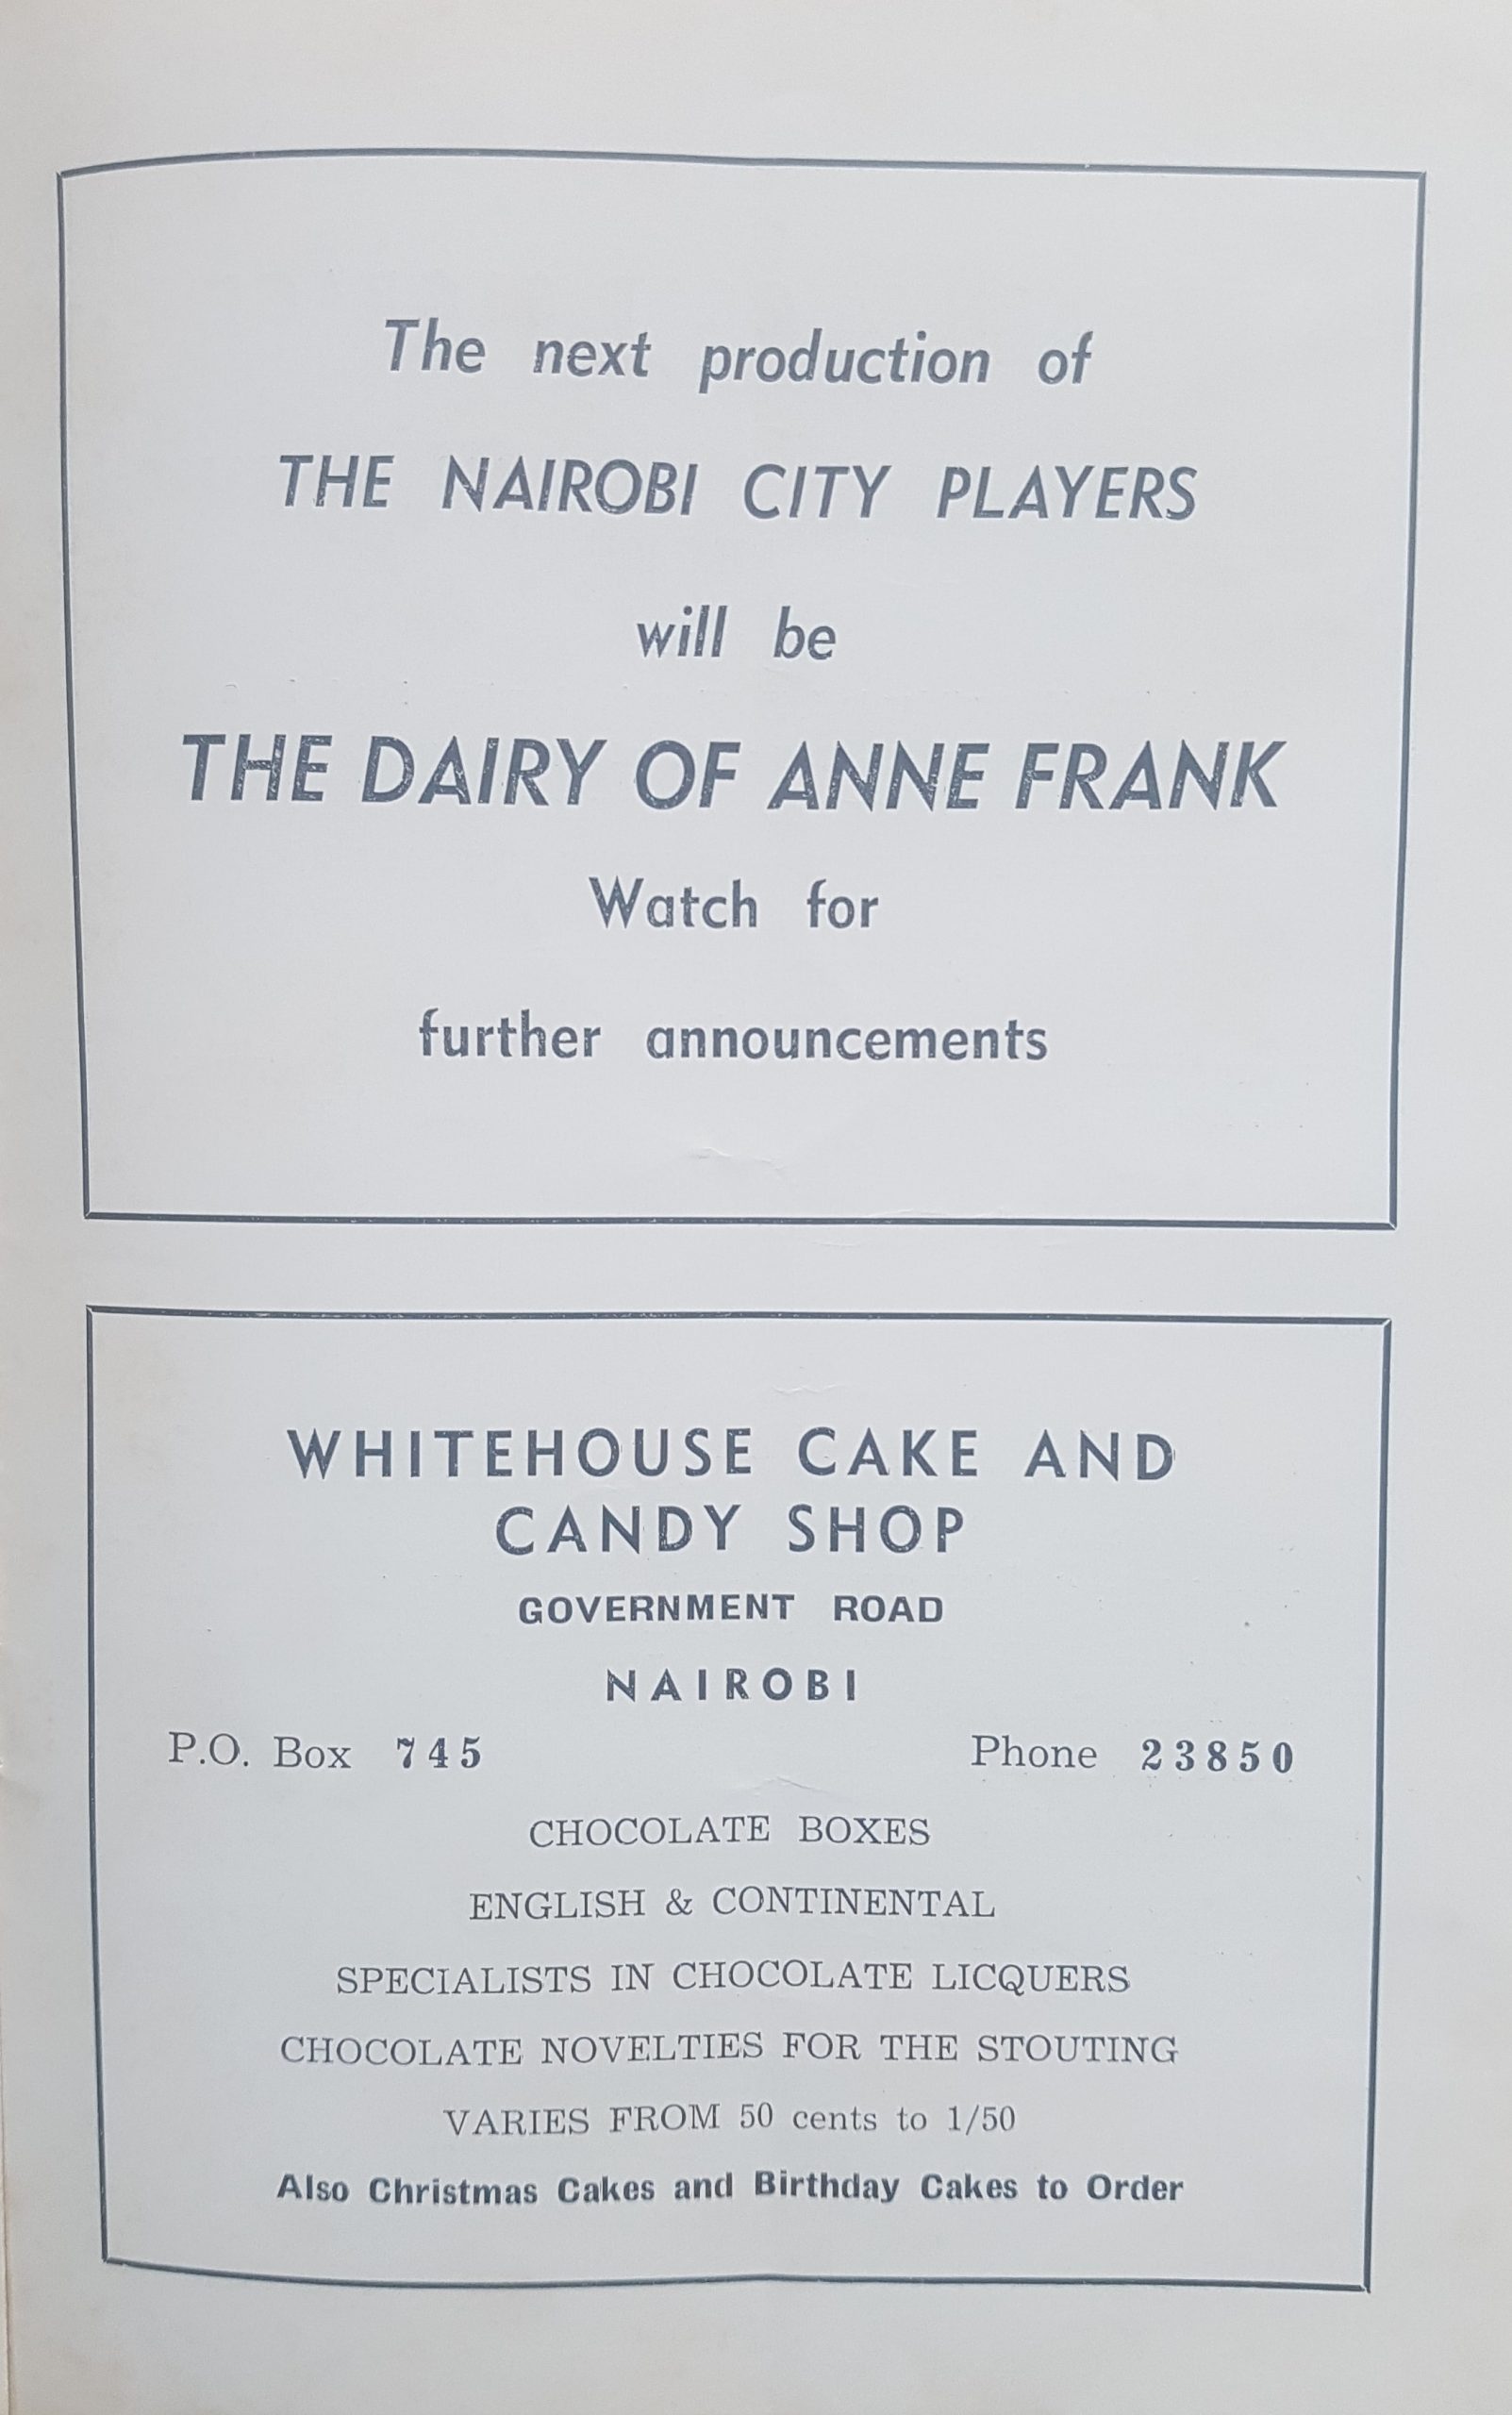 The next production of
THE NAIROBI CITY PLAYERS
will be
THE DAIRY OF ANNE FRANK
Watch for
further announcements
WHITEHOUSE CAKE AND
CANDY SHOP
GOVERNMENT ROAD
NAIROBI
P.O. Box 745 Phone 23850
CHOCOLATE BOXES
ENGLISH & CONTINENTAL
SPECIALISTS IN CHOCOLATE LICQUERS
CHOCOLATE NOVELTIES FOR THE STOUTING
VARIES FROM 50 cents to 1/50
Also Christmas Cakes and Birthday Cakes to Order